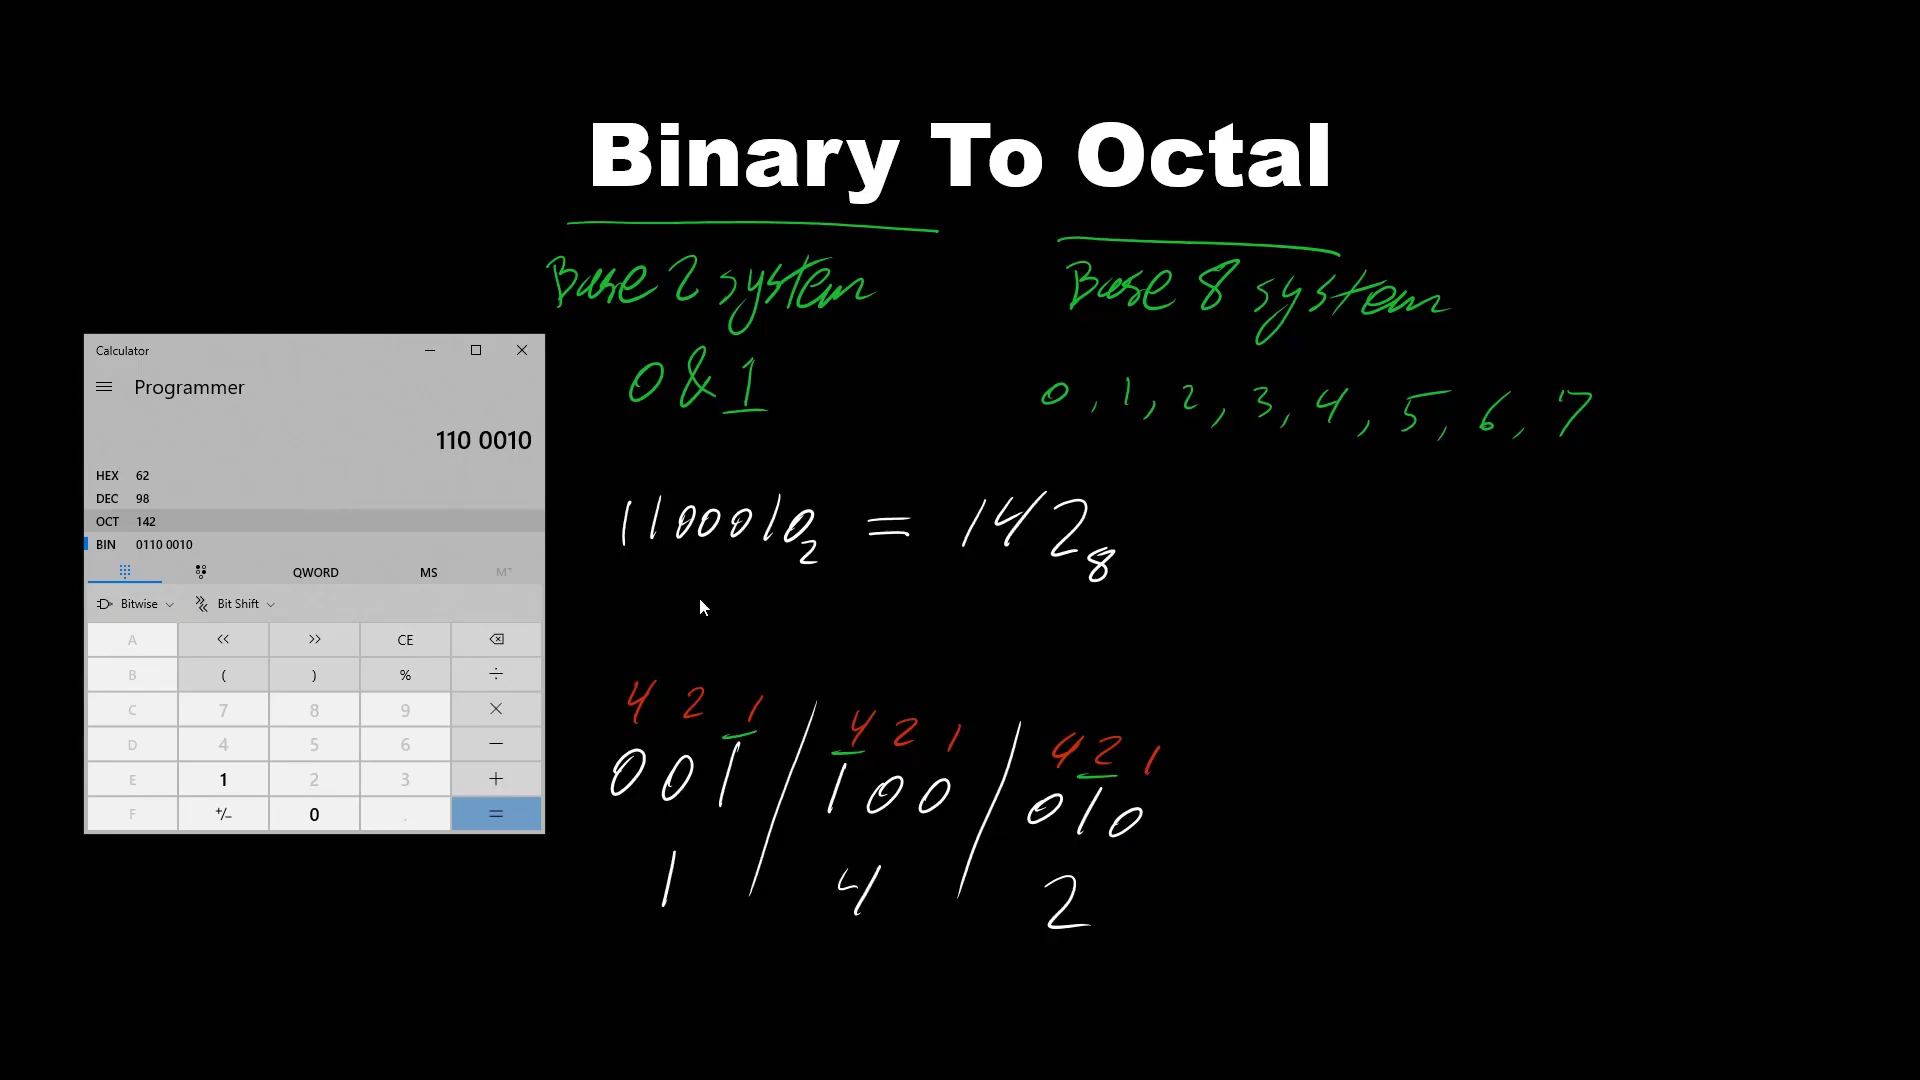 Binary To Octal
Base 2 system
Base 8 system
0 & 1
0, 1, 2, 3, 4, 5, 6, 7
Calculator
Programmer
110 0010
HEX 62
DEC 98
OCT 142
BIN 0110 0010
QWORD MS M˅
Bitwise Bit Shift
A << >> CE
B ( ) % ÷
C 7 8 9 ×
D 4 5 6 −
E 1 2 3 +
F +/− 0 . =
1100010₂ = 142₈
4 2 1 4 2 1 4 2 1
001 / 100 / 010
1 4 2